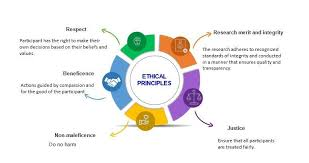 Respect
Participant has the right to make their
own decisions based on their beliefs and
values.
Research merit and integrity
The research adheres to recognized
standards of integrity and conducted
in a manner that ensures quality and
transparency.
Beneficence
Actions guided by compassion and
for the good of the participant
ETHICAL
PRINCIPLES
Non maleficence
Do no harm
Justice
Ensure that all participants
are treated fairly.